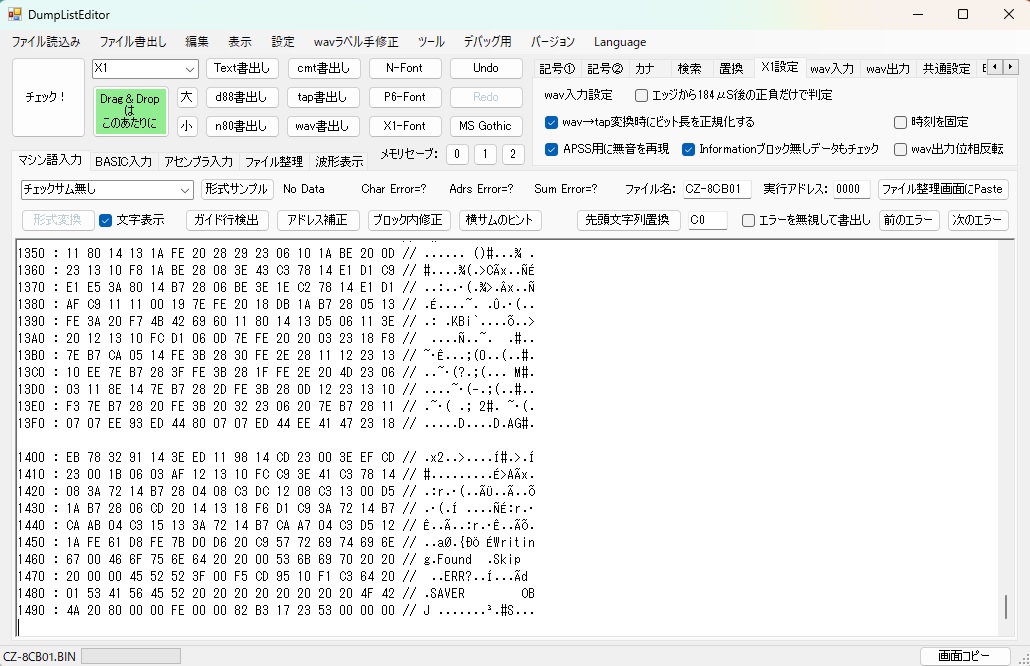 DumpListEditor
ファイル読込み ファイル書出し 編集 表示 設定 wavラベル手修正 ツール デバッグ用 バージョン Language
チェック！ X1 Text書出し cmt書出し N-Font Undo
Drag & Drop は このあたりに 大 d88書出し tap書出し P6-Font Redo
小 n80書出し wav書出し X1-Font MS Gothic
記号① 記号② カナ 検索 置換 X1設定 wav入力 wav出力 共通設定
wav入力設定 エッジから184μS後の正負だけで判定
wav→tap変換時にビット長を正規化する 時刻を固定
APSS用に無音を再現 Informationブロック無しデータもチェック wav出力位相反転
マシン語入力 BASIC入力 アセンブラ入力 ファイル整理 波形表示 メモリセーブ: 0 1 2
チェックサム無し 形式サンプル No Data Char Error=? Adrs Error=? Sum Error=? ファイル名: CZ-8CB01 実行アドレス: 0000 ファイル整理画面にPaste
形式変換 文字表示 ガイド行検出 アドレス補正 ブロック内修正 横サムのヒント 先頭文字列置換 C0 エラーを無視して書出し 前のエラー 次のエラー
1350 : 11 80 14 13 1A FE 20 28 29 23 06 10 1A BE 20 0D // ...... ()#...¾ .
1360 : 23 13 10 F8 1A BE 28 08 3E 43 C3 78 14 E1 D1 C9 // #....¾(.>CÃx..ÑÉ
1370 : E1 E5 3A 80 14 B7 28 06 BE 3E 1E C2 78 14 E1 D1 // ..:..·(.¾>.Âx..Ñ
1380 : AF C9 11 11 00 19 7E FE 20 18 DB 1A B7 28 05 13 // .É....~. .Û.·(..
1390 : FE 3A 20 F7 4B 42 69 60 11 80 14 13 D5 06 11 3E // .: .KBi`....Õ..>
13A0 : 20 12 13 10 FC D1 06 0D 7E FE 20 20 03 23 18 F8 //  ....Ñ..~.  .#..
13B0 : 7E B7 CA 05 14 FE 3B 28 30 FE 2E 28 11 12 23 13 // ~·Ê...;(0..(..#.
13C0 : 10 EE 7E B7 28 3F FE 3B 28 1F FE 2E 20 4D 23 06 // ..~·(?.;(... M#.
13D0 : 03 11 8E 14 7E B7 28 2D FE 3B 28 0D 12 23 13 10 // ....~·(-.;(..#..
13E0 : F3 7E B7 28 20 FE 3B 20 32 23 06 20 7E B7 28 11 // .~·( .; 2#. ~·(.
13F0 : 07 07 EE 93 ED 44 80 07 07 ED 44 EE 41 47 23 18 // .....D....D.AG#.
1400 : EB 78 32 91 14 3E ED 11 98 14 CD 23 00 3E EF CD // .x2..>....Í#.>.Í
1410 : 23 00 1B 06 03 AF 12 13 10 FC C9 3E 41 C3 78 14 // #.........É>AÃx.
1420 : 08 3A 72 14 B7 28 04 08 C3 DC 12 08 C3 13 00 D5 // .:r.·(..ÃÜ..Ã..Õ
1430 : 1A B7 28 06 CD 20 14 13 18 F6 D1 C9 3A 72 14 B7 // .·(.Í ....ÑÉ:r.·
1440 : CA AB 04 C3 15 13 3A 72 14 B7 CA A7 04 C3 D5 12 // Ê..Ã..:r.·Ê..ÃÕ.
1450 : 1A FE 61 D8 FE 7B D0 D6 20 C9 57 72 69 74 69 6E // ..aØ.{ÐÖ ÉWritin
1460 : 67 00 46 6F 75 6E 64 20 20 00 53 6B 69 70 20 20 // g.Found  .Skip
1470 : 20 00 00 45 52 52 3F 00 F5 CD 95 10 F1 C3 64 20 //  ..ERR?..Í...Ãd
1480 : 01 53 41 56 45 52 20 20 20 20 20 20 20 20 4F 42 // .SAVER        OB
1490 : 4A 20 80 00 00 FE 00 00 82 B3 17 23 53 00 00 00 // J .......³.#S...
CZ-8CB01.BIN 画面コピー